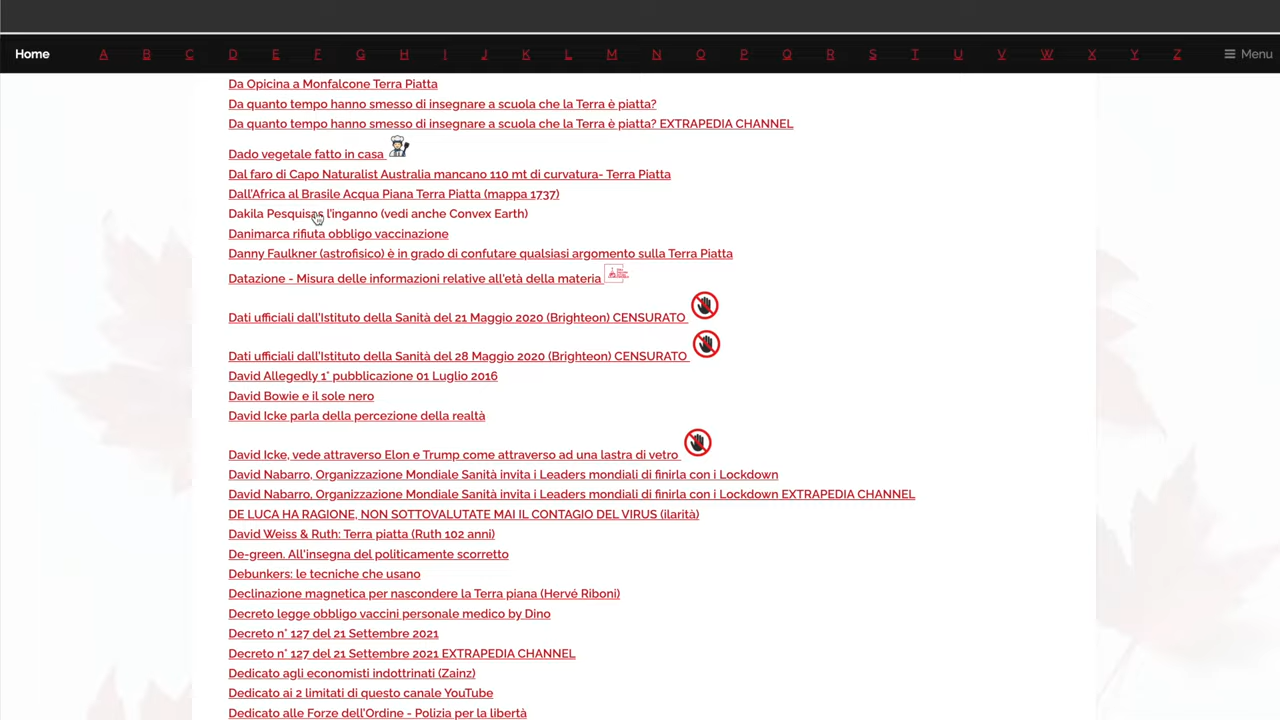 Home A B C D E F G H I J K L M N O P Q R S T U V W X Y Z Menu
Da Opicina a Monfalcone Terra Piatta
Da quanto tempo hanno smesso di insegnare a scuola che la Terra è piatta?
Da quanto tempo hanno smesso di insegnare a scuola che la Terra è piatta? EXTRAPEDIA CHANNEL
Dado vegetale fatto in casa
Dal faro di Capo Naturalist Australia mancano 110 mt di curvatura- Terra Piatta
Dall'Africa al Brasile Acqua Piana Terra Piatta (mappa 1737)
Dakila Pesquisas l'inganno (vedi anche Convex Earth)
Danimarca rifiuta obbligo vaccinazione
Danny Faulkner (astrofisico) è in grado di confutare qualsiasi argomento sulla Terra Piatta
Datazione - Misura delle informazioni relative all'età della materia
Dati ufficiali dall'Istituto della Sanità del 21 Maggio 2020 (Brighteon) CENSURATO
Dati ufficiali dall'Istituto della Sanità del 28 Maggio 2020 (Brighteon) CENSURATO
David Allegedly 1° pubblicazione 01 Luglio 2016
David Bowie e il sole nero
David Icke parla della percezione della realtà
David Icke, vede attraverso Elon e Trump come attraverso ad una lastra di vetro
David Nabarro, Organizzazione Mondiale Sanità invita i Leaders mondiali di finirla con i Lockdown
David Nabarro, Organizzazione Mondiale Sanità invita i Leaders mondiali di finirla con i Lockdown EXTRAPEDIA CHANNEL
DE LUCA HA RAGIONE, NON SOTTOVALUTATE MAI IL CONTAGIO DEL VIRUS (ilarità)
David Weiss & Ruth: Terra piatta (Ruth 102 anni)
De-green. All'insegna del politicamente scorretto
Debunkers: le tecniche che usano
Declinazione magnetica per nascondere la Terra piana (Hervé Riboni)
Decreto legge obbligo vaccini personale medico by Dino
Decreto n° 127 del 21 Settembre 2021
Decreto n° 127 del 21 Settembre 2021 EXTRAPEDIA CHANNEL
Dedicato agli economisti indottrinati (Zainz)
Dedicato ai 2 limitati di questo canale YouTube
Dedicato alle Forze dell'Ordine - Polizia per la libertà